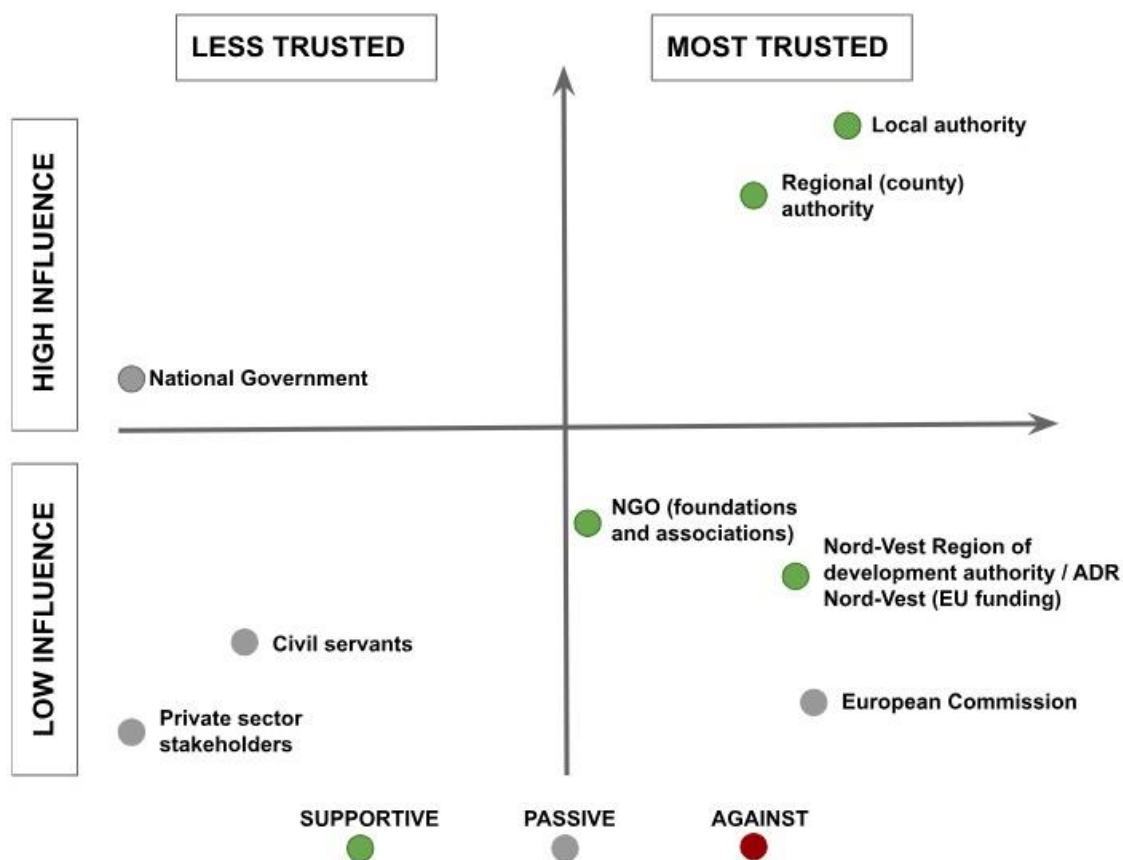 LESS TRUSTED
MOST TRUSTED
HIGH INFLUENCE
Local authority
Regional (county)
authority
National Government
LOW INFLUENCE
NGO (foundations
and associations)
Nord-Vest Region of
development authority / ADR
Nord-Vest (EU funding)
Civil servants
European Commission
Private sector
stakeholders
SUPPORTIVE
PASSIVE
AGAINST